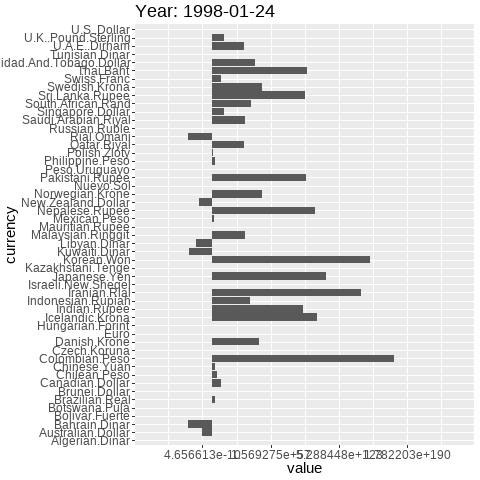 Year: 1998-01-24
U.S. Dollar
U.K. Pound Sterling
U.A.E. Dirham
Tunisian.Dinar
idad.And.Tobago.Dollar
Thai.Baht
Swiss.Franc
Swedish.Krona
Sri.Lanka.Rupee
South.African.Rand
Singapore.Dollar
Saudi.Arabian.Riyal
Russian.Ruble
Rial.Omani
Qatar.Riyal
Polish.Zloty
Philippine.Peso
Peso.Uruguayo
Pakistani.Rupee
Nuevo.Sol
Norwegian.Krone
New.Zealand.Dollar
Nepalese.Rupee
Mexican.Peso
Mauritian.Rupee
Malaysian.Ringgit
Libyan.Dinar
Kuwaiti.Dinar
Korean.Won
Kazakhstani.Tenge
Japanese.Yen
Israeli.New.Sheqel
Iranian.Rial
Indonesian.Rupiah
Indian.Rupee
Icelandic.Krona
Hungarian.Forint
Euro
Danish.Krone
Czech.Koruna
Colombian.Peso
Chinese.Yuan
Chilean.Peso
Canadian.Dollar
Brunei.Dollar
Brazilian.Real
Botswana.Pula
Bolivar.Fuerte
Bahrain.Dinar
Australian.Dollar
Algerian.Dinar
currency
value